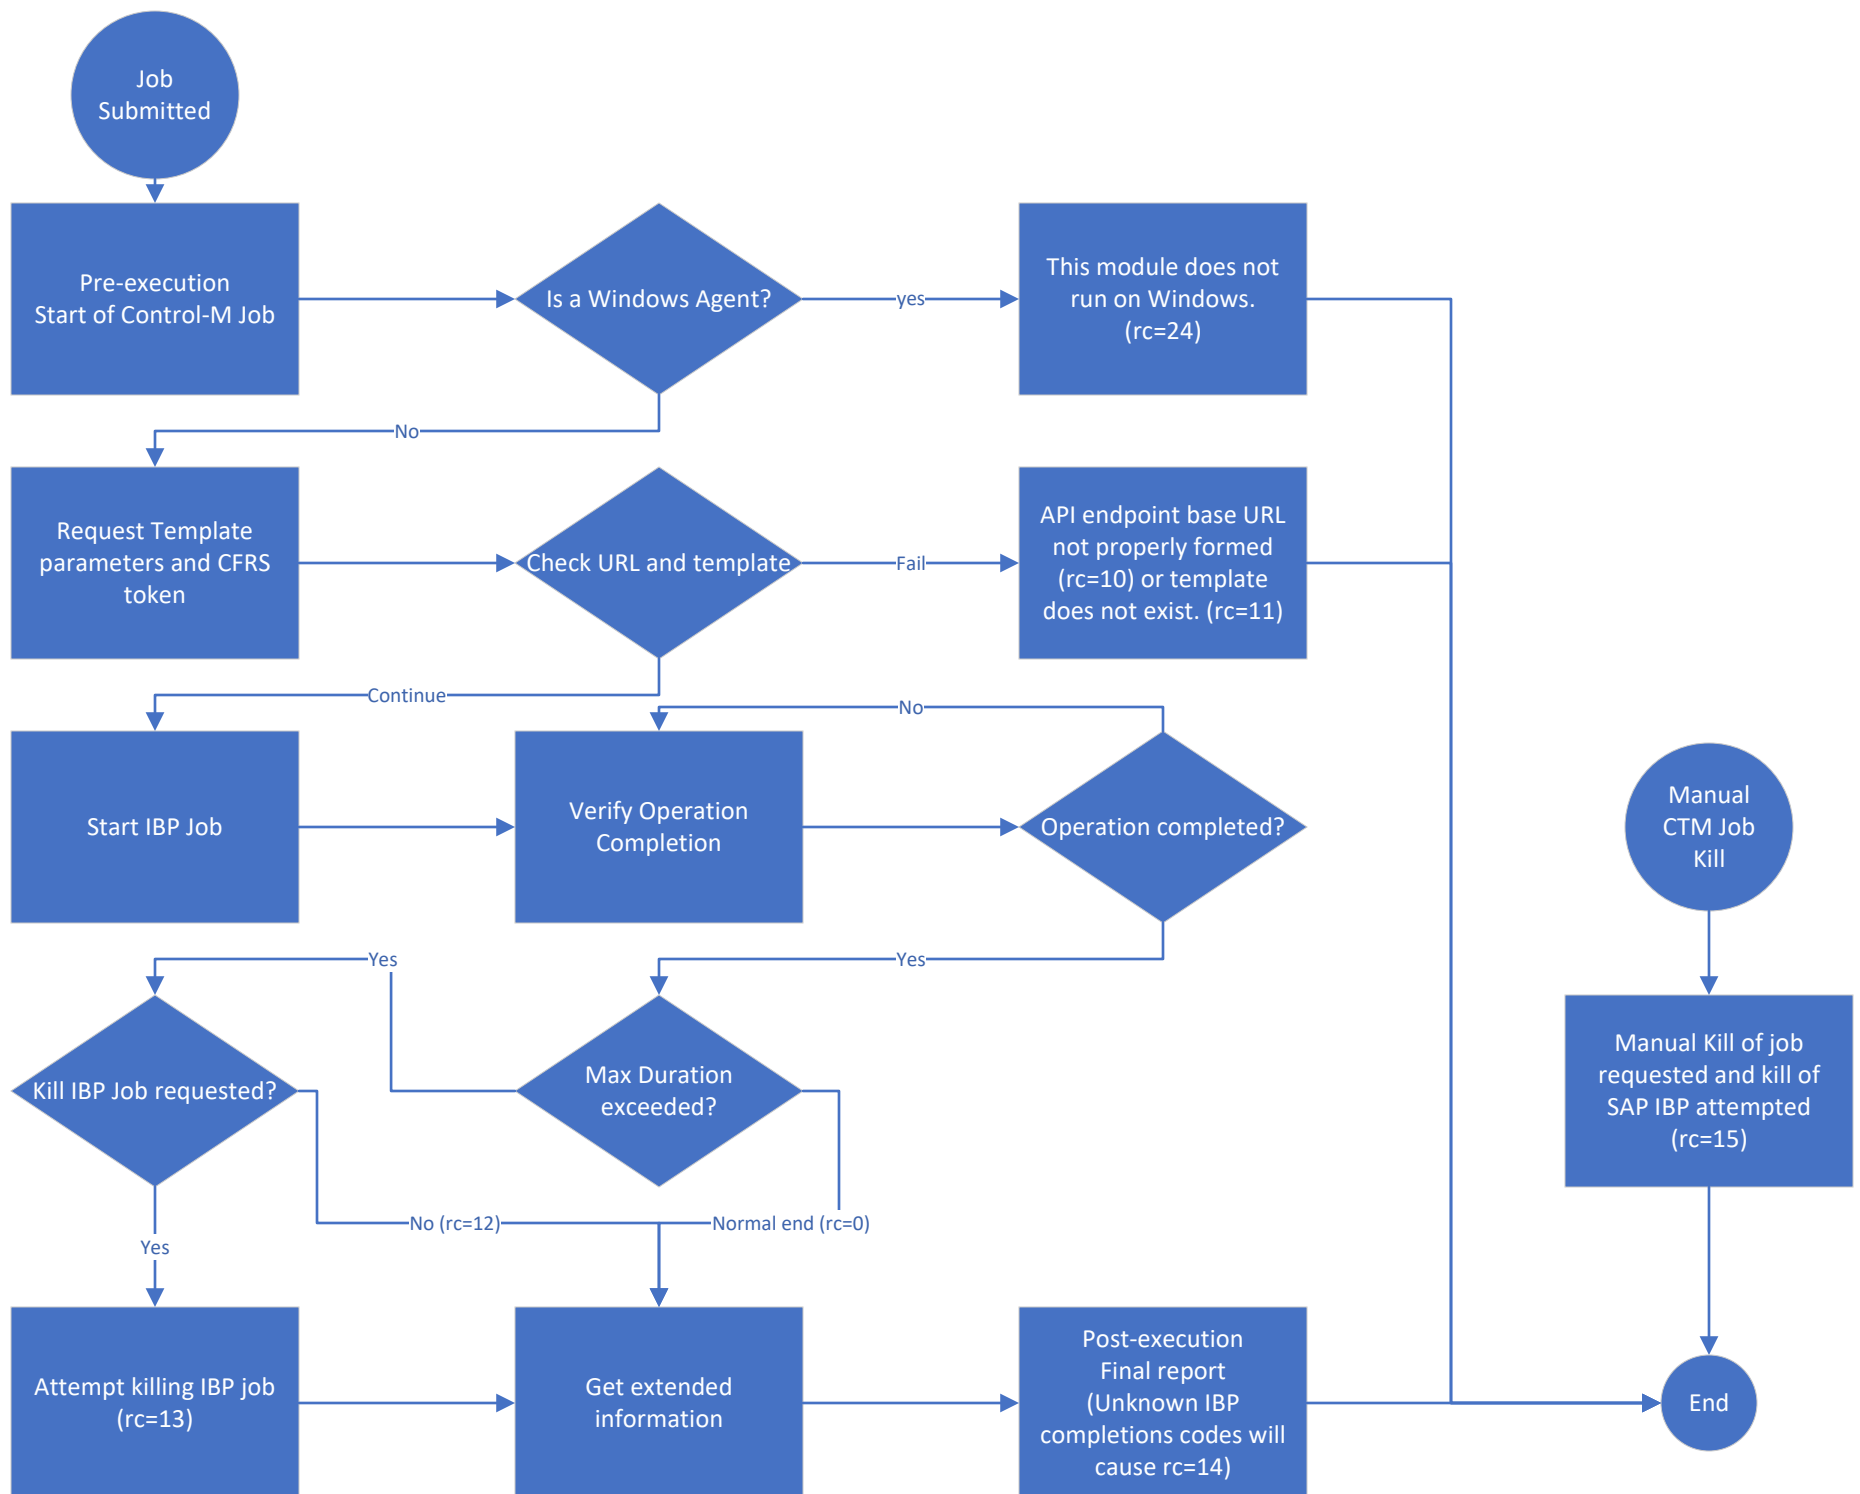 Job
Submitted
Pre-execution
Start of Control-M Job
Is a Windows Agent?
yes
This module does not
run on Windows.
(rc=24)
No
Request Template
parameters and CFRS
token
Check URL and template
Fail
API endpoint base URL
not properly formed
(rc=10) or template
does not exist. (rc=11)
Continue
No
Start IBP Job
Verify Operation
Completion
Operation completed?
Manual
CTM Job
Kill
Yes
Yes
Kill IBP Job requested?
Max Duration
exceeded?
Manual Kill of job
requested and kill of
SAP IBP attempted
(rc=15)
No (rc=12)
Normal end (rc=0)
Yes
Attempt killing IBP job
(rc=13)
Get extended
information
Post-execution
Final report
(Unknown IBP
completions codes will
cause rc=14)
End